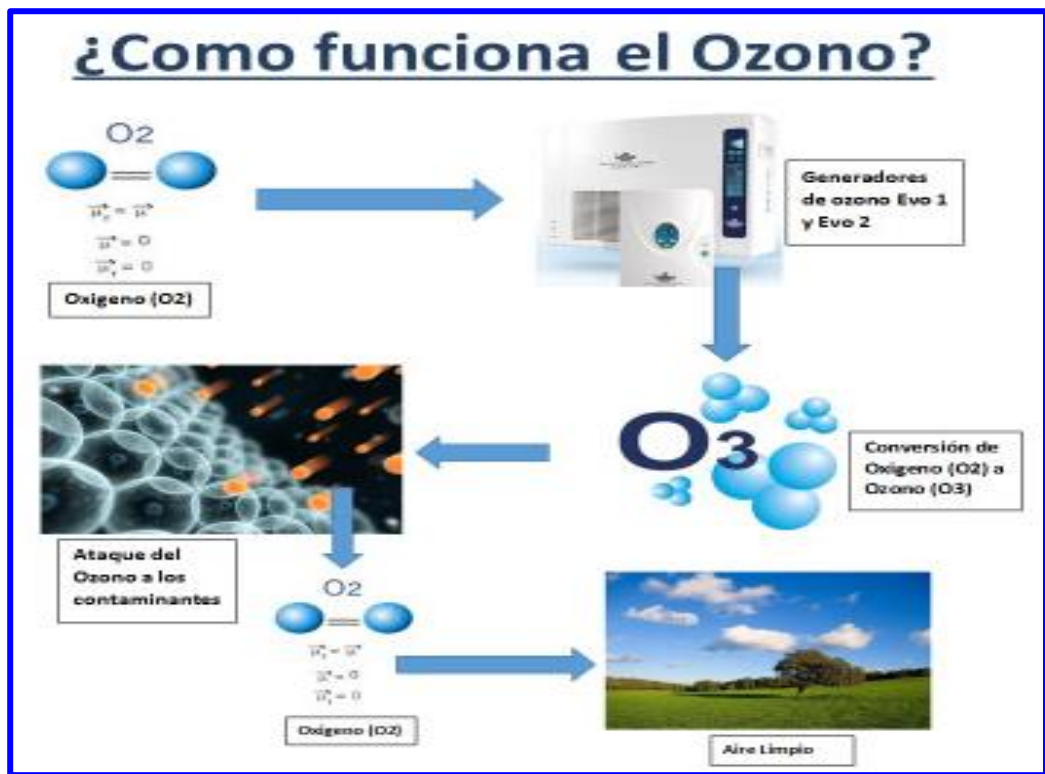 ¿Como funciona el Ozono?
O2
Oxigeno (O2)
Generadores
de ozono Evo 1
y Evo 2
O3
Conversión de
Oxigeno (O2) a
Ozono (O3)
Ataque del
Ozono a los
contaminantes
O2
Oxigeno (O2)
Aire Limpio